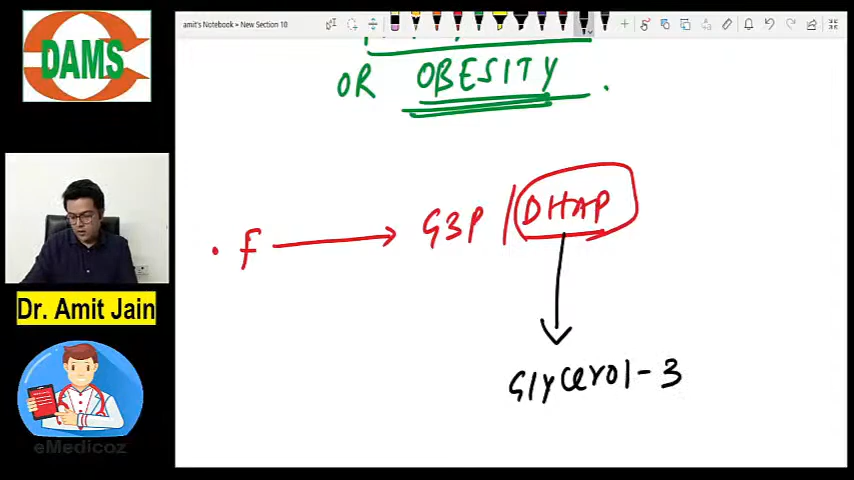 amit's Notebook > New Section 10
DAMS
OR OBESITY.
G3P / DHAP
. F
Glycerol-3
Dr. Amit Jain
eMedicoz